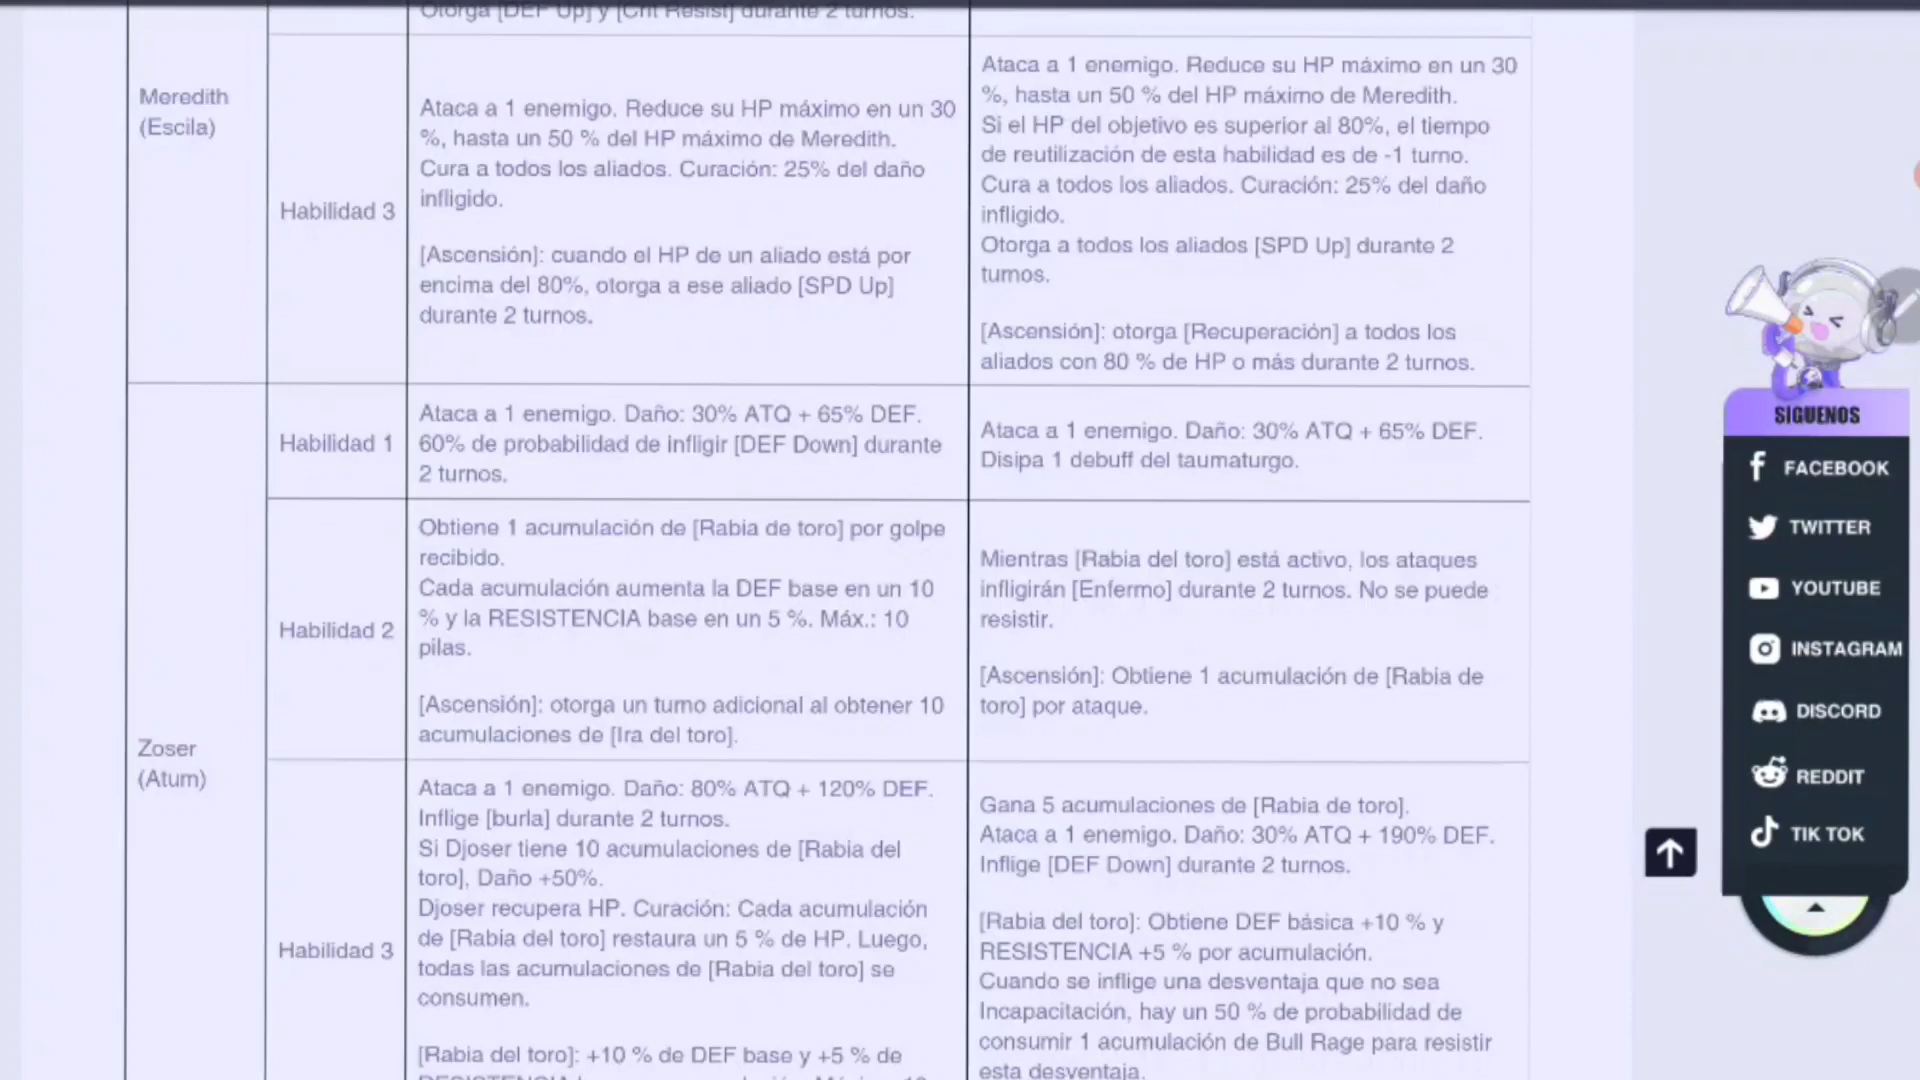 Otorga [DEF Up] y [Crit Resist] durante 2 turnos.
Meredith
(Escila)
Habilidad 3
Ataca a 1 enemigo. Reduce su HP máximo en un 30
%, hasta un 50 % del HP máximo de Meredith.
Cura a todos los aliados. Curación: 25% del daño
infligido.
[Ascensión]: cuando el HP de un aliado está por
encima del 80%, otorga a ese aliado [SPD Up]
durante 2 turnos.
Ataca a 1 enemigo. Reduce su HP máximo en un 30
%, hasta un 50 % del HP máximo de Meredith.
Si el HP del objetivo es superior al 80%, el tiempo
de reutilización de esta habilidad es de -1 turno.
Cura a todos los aliados. Curación: 25% del daño
infligido.
Otorga a todos los aliados [SPD Up] durante 2
turnos.
[Ascensión]: otorga [Recuperación] a todos los
aliados con 80 % de HP o más durante 2 turnos.
Zoser
(Atum)
Habilidad 1
Ataca a 1 enemigo. Daño: 30% ATQ + 65% DEF.
60% de probabilidad de infligir [DEF Down] durante
2 turnos.
Ataca a 1 enemigo. Daño: 30% ATQ + 65% DEF.
Disipa 1 debuff del taumaturgo.
Habilidad 2
Obtiene 1 acumulación de [Rabia de toro] por golpe
recibido.
Cada acumulación aumenta la DEF base en un 10
% y la RESISTENCIA base en un 5 %. Máx.: 10
pilas.
[Ascensión]: otorga un turno adicional al obtener 10
acumulaciones de [Ira del toro].
Mientras [Rabia del toro] está activo, los ataques
infligirán [Enfermo] durante 2 turnos. No se puede
resistir.
[Ascensión]: Obtiene 1 acumulación de [Rabia de
toro] por ataque.
Habilidad 3
Ataca a 1 enemigo. Daño: 80% ATQ + 120% DEF.
Inflige [burla] durante 2 turnos.
Si Djoser tiene 10 acumulaciones de [Rabia del
toro], Daño +50%.
Djoser recupera HP. Curación: Cada acumulación
de [Rabia del toro] restaura un 5 % de HP. Luego,
todas las acumulaciones de [Rabia del toro] se
consumen.
[Rabia del toro]: +10 % de DEF base y +5 % de
Gana 5 acumulaciones de [Rabia de toro].
Ataca a 1 enemigo. Daño: 30% ATQ + 190% DEF.
Inflige [DEF Down] durante 2 turnos.
[Rabia del toro]: Obtiene DEF básica +10 % y
RESISTENCIA +5 % por acumulación.
Cuando se inflige una desventaja que no sea
Incapacitación, hay un 50 % de probabilidad de
consumir 1 acumulación de Bull Rage para resistir
esta desventaja.
SÍGUENOS
FACEBOOK
TWITTER
YOUTUBE
INSTAGRAM
DISCORD
REDDIT
TIK TOK